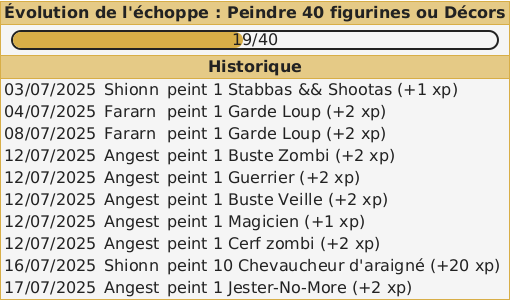 Évolution de l'échoppe : Peindre 40 figurines ou Décors
19/40
Historique
03/07/2025 Shionn peint 1 Stabbas && Shootas (+1 xp)
04/07/2025 Fararn peint 1 Garde Loup (+2 xp)
08/07/2025 Fararn peint 1 Garde Loup (+2 xp)
12/07/2025 Angest peint 1 Buste Zombi (+2 xp)
12/07/2025 Angest peint 1 Guerrier (+2 xp)
12/07/2025 Angest peint 1 Buste Veille (+2 xp)
12/07/2025 Angest peint 1 Magicien (+1 xp)
12/07/2025 Angest peint 1 Cerf zombi (+2 xp)
16/07/2025 Shionn peint 10 Chevaucheur d'araigné (+20 xp)
17/07/2025 Angest peint 1 Jester-No-More (+2 xp)